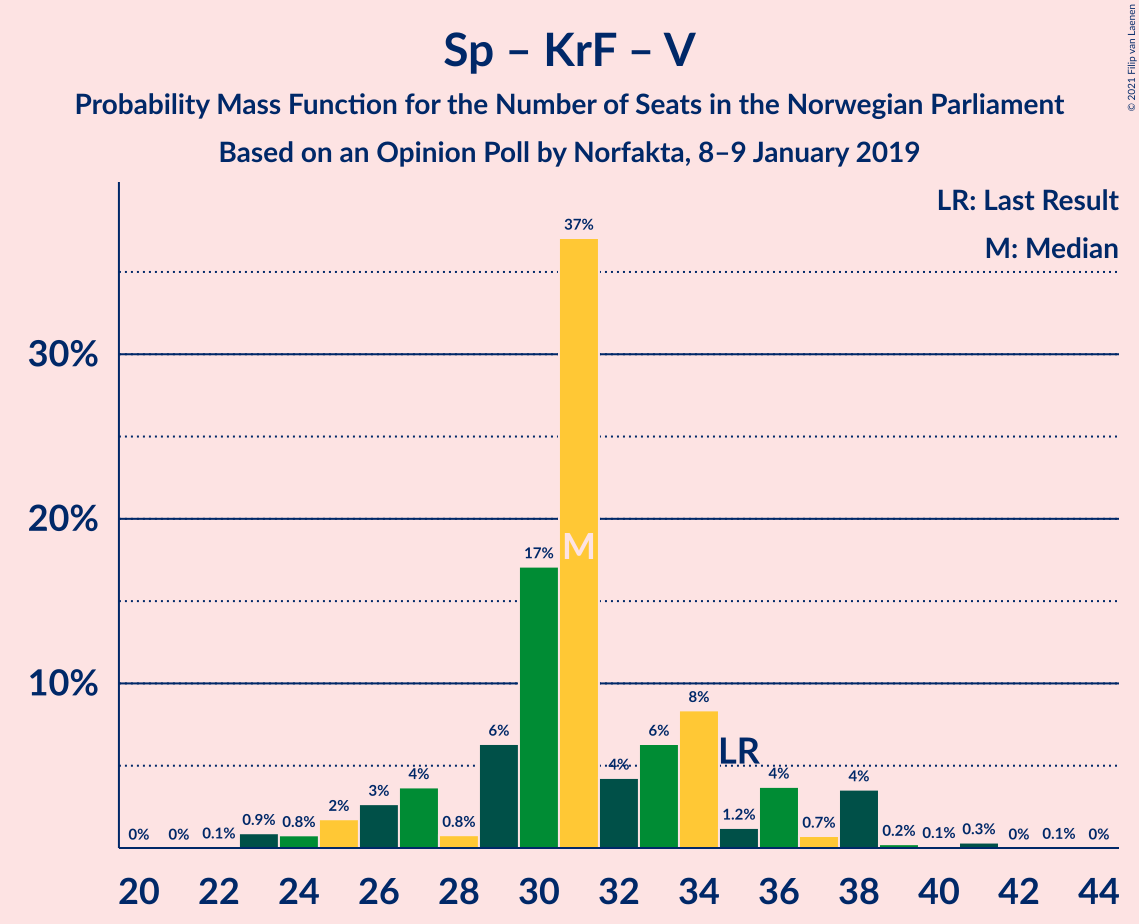 Sp – KrF – V
Probability Mass Function for the Number of Seats in the Norwegian Parliament
Based on an Opinion Poll by Norfakta, 8–9 January 2019
© 2021 Filip van Laenen
LR: Last Result
M: Median
30%
20%
10%
0% 0% 0.1% 0.9% 0.8% 2% 3% 4% 0.8% 6% 17% 37% 4% 6% 8% 1.2% 4% 0.7% 4% 0.2% 0.1% 0.3% 0% 0.1% 0%
M
LR
20 22 24 26 28 30 32 34 36 38 40 42 44